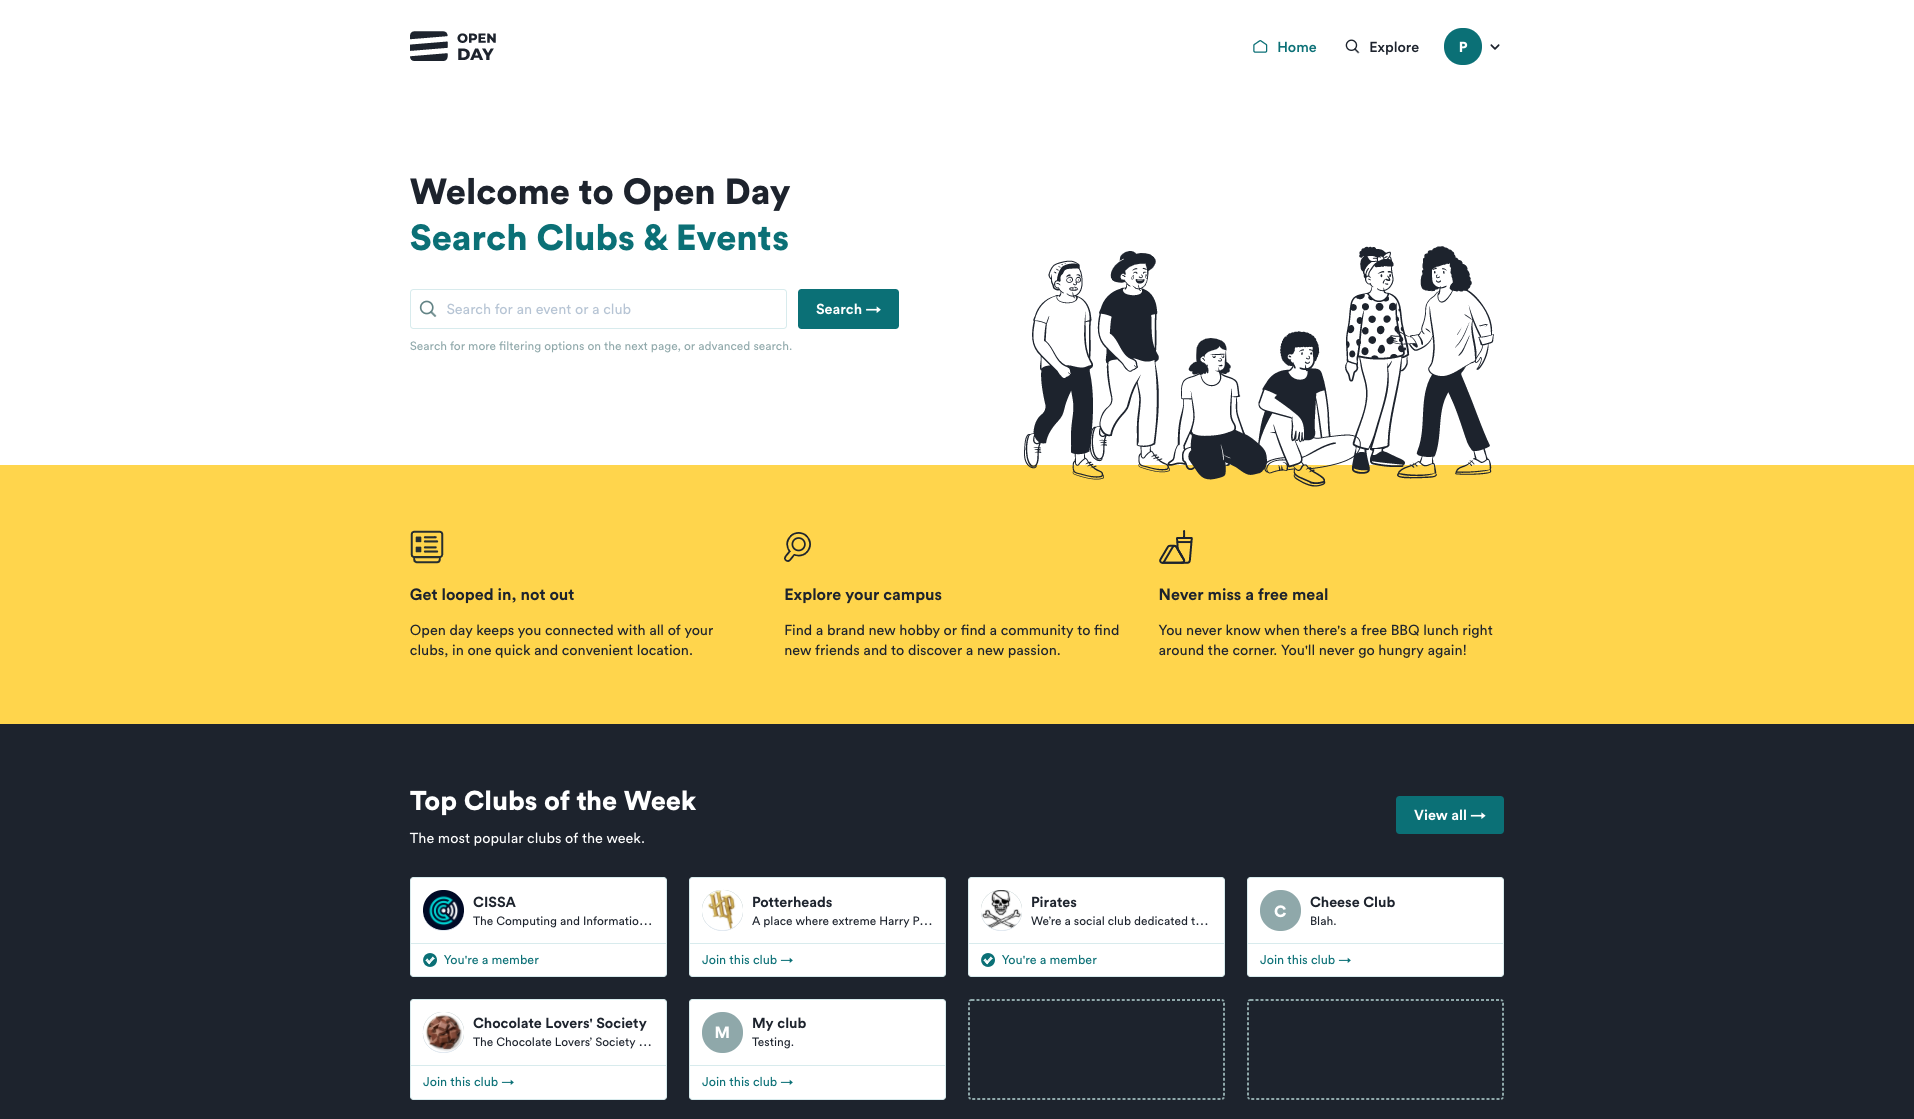 OPEN
DAY
Home
Explore
P
Welcome to Open Day
Search Clubs & Events
Search for an event or a club
Search →
Search for more filtering options on the next page, or advanced search.
Get looped in, not out
Open day keeps you connected with all of your
clubs, in one quick and convenient location.
Explore your campus
Find a brand new hobby or find a community to find
new friends and to discover a new passion.
Never miss a free meal
You never know when there's a free BBQ lunch right
around the corner. You'll never go hungry again!
Top Clubs of the Week
The most popular clubs of the week.
View all →
CISSA
The Computing and Informatio...
You're a member
HP
Potterheads
A place where extreme Harry P...
Join this club →
Pirates
We're a social club dedicated t...
You're a member
C
Cheese Club
Blah.
Join this club →
Chocolate Lovers' Society
The Chocolate Lovers' Society ...
Join this club →
M
My club
Testing.
Join this club →